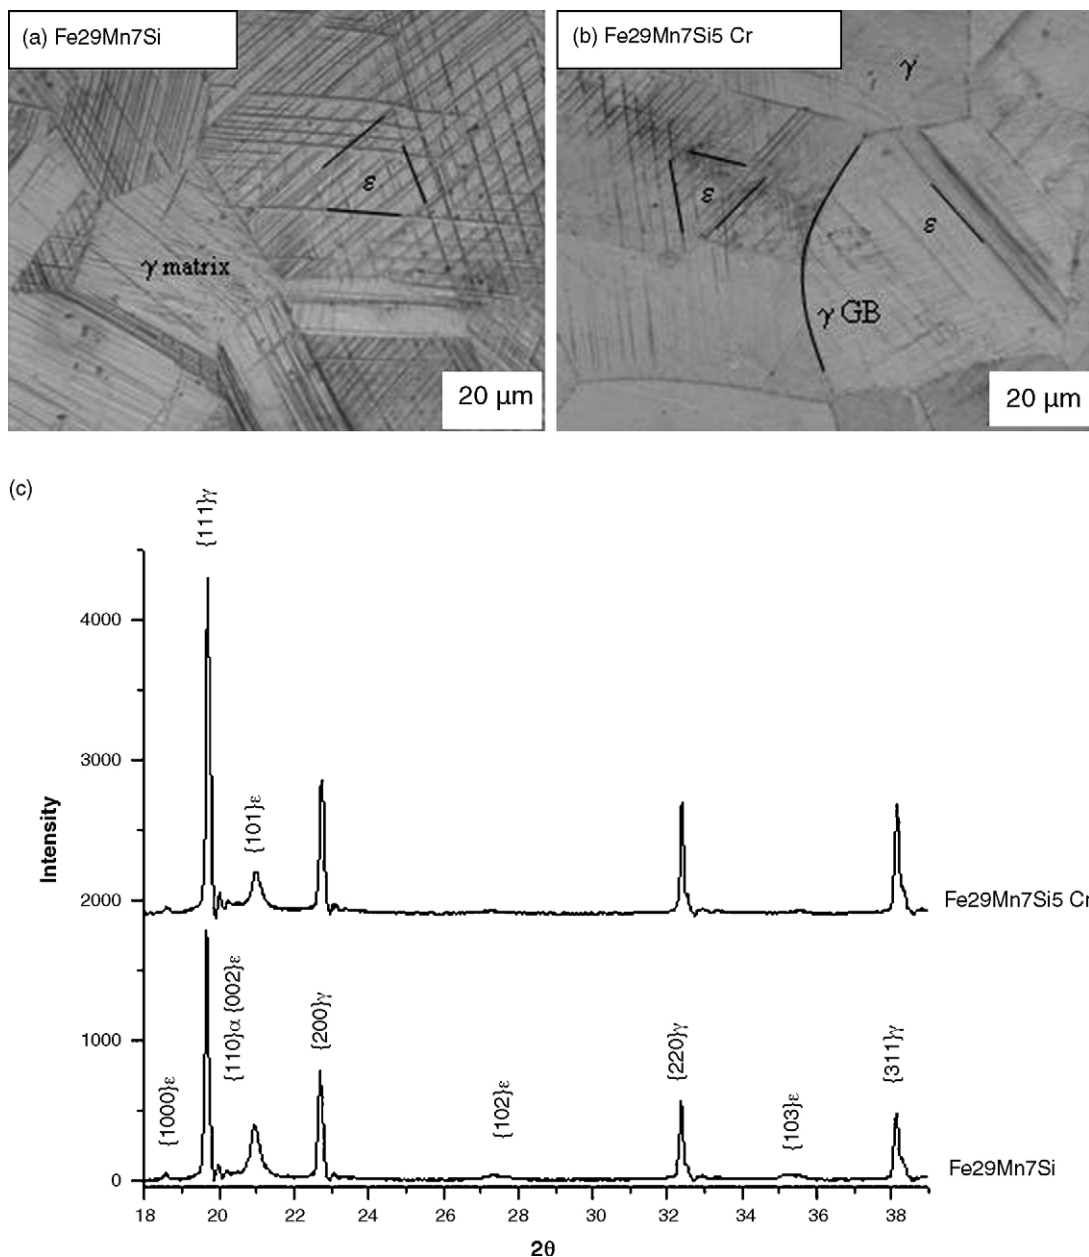 (a) Fe29Mn7Si
ε
γ matrix
20 μm
(b) Fe29Mn7Si5 Cr
γ
ε
ε
γ GB
20 μm
(c)
{111}γ
4000
3000
{101}ε
Intensity
2000
Fe29Mn7Si5 Cr
{110}α {002}ε
{200}γ
1000
{220}γ
{311}γ
{1000}ε
{102}ε
{103}ε
0
Fe29Mn7Si
18 20 22 24 26 28 30 32 34 36 38
2θ